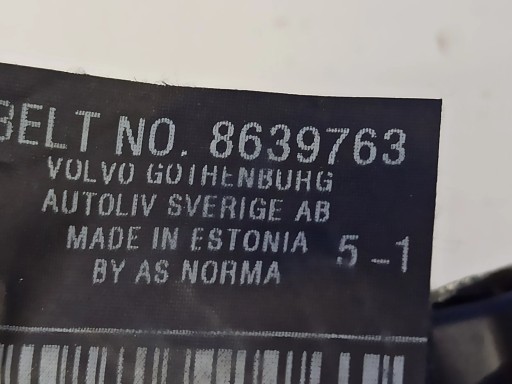 BELT NO. 8639763
VOLVO GOTHENBURG
AUTOLIV SVERIGE AB
MADE IN ESTONIA 5-1
BY AS NORMA